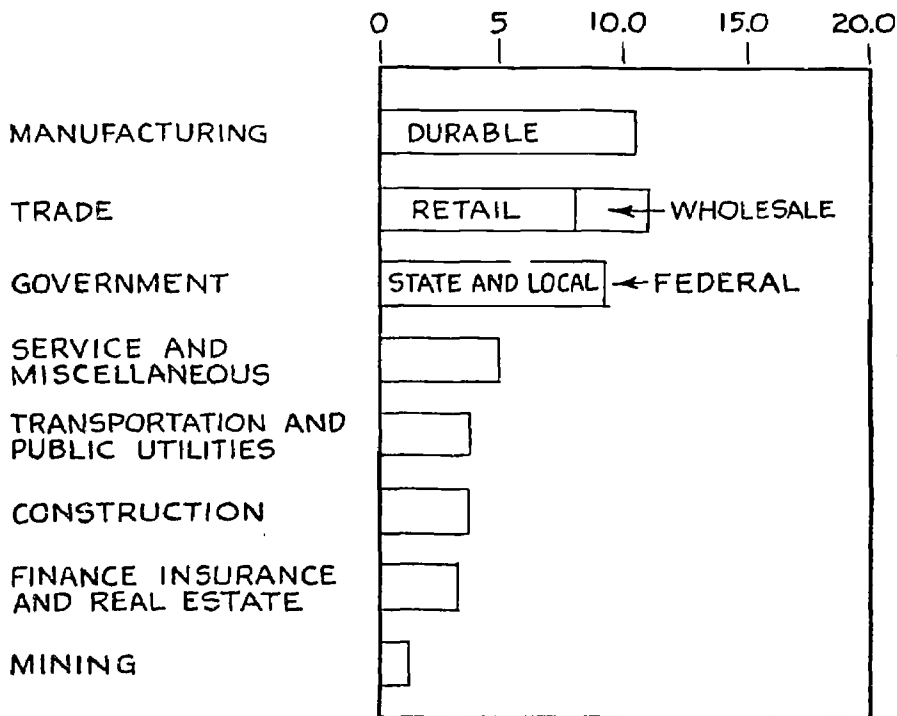 0 5 10.0 15.0 20.0
MANUFACTURING DURABLE
TRADE RETAIL WHOLESALE
GOVERNMENT STATE AND LOCAL FEDERAL
SERVICE AND
MISCELLANEOUS
TRANSPORTATION AND
PUBLIC UTILITIES
CONSTRUCTION
FINANCE INSURANCE
AND REAL ESTATE
MINING